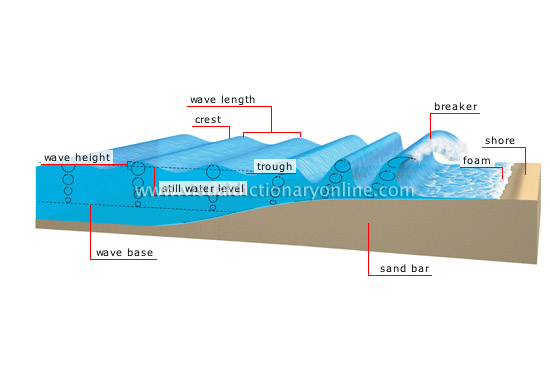 wave length
crest
breaker
shore
wave height
trough
foam
still water level
www.visualdictionaryonline.com
wave base
sand bar